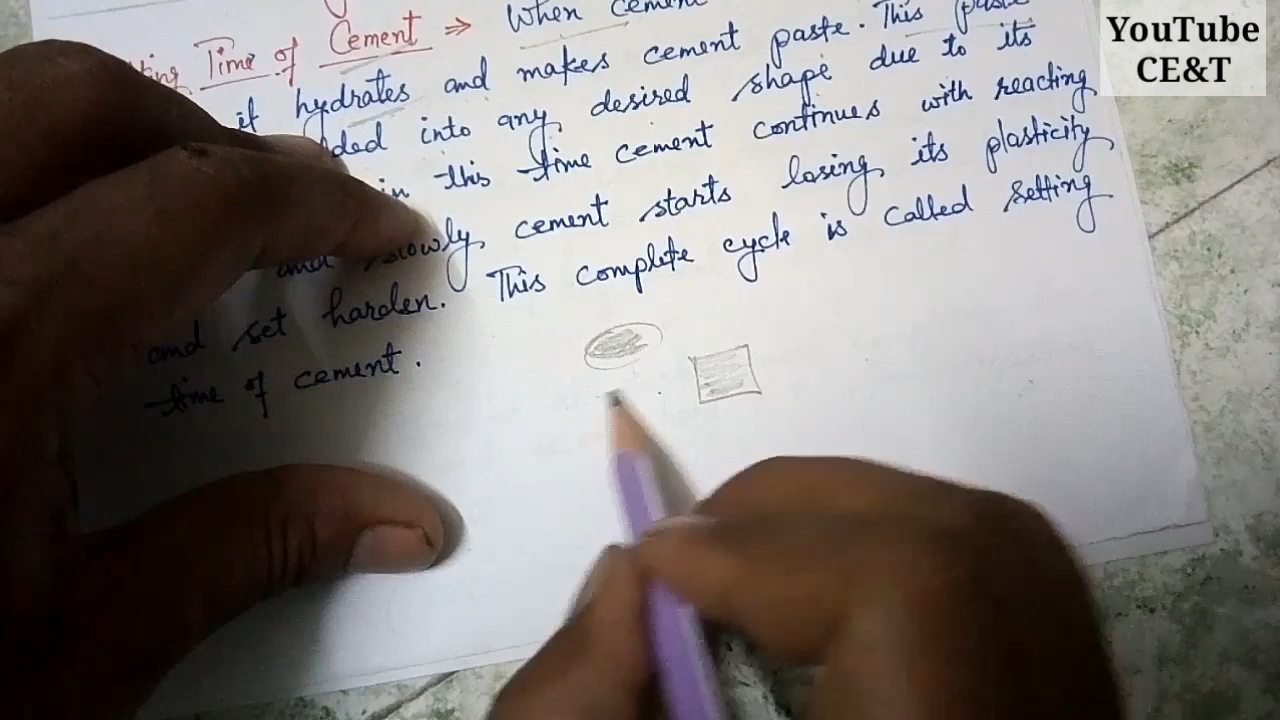 Time of Cement ⇒ When cement
it hydrates and makes cement paste. This paste
ded into any desired shape due to its
in this time cement continues with reacting
and slowly cement starts losing its plasticity
and set harden. This complete cycle is called setting
time of cement.
YouTube
CE&T